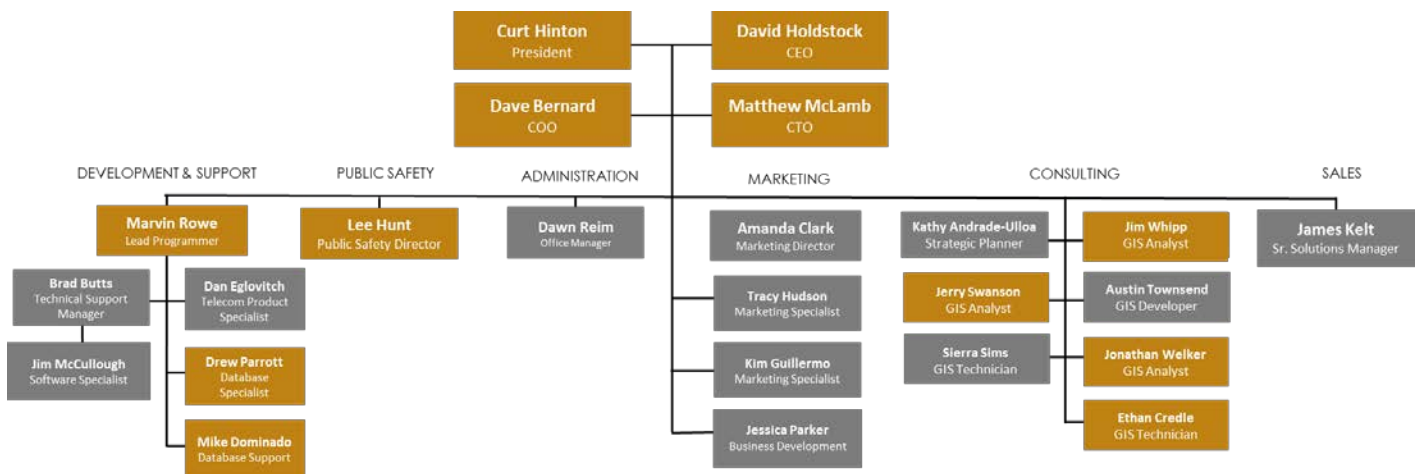 Curt Hinton
President
David Holdstock
CEO
Dave Bernard
COO
Matthew McLamb
CTO
DEVELOPMENT & SUPPORT
PUBLIC SAFETY
ADMINISTRATION
MARKETING
CONSULTING
SALES
Marvin Rowe
Lead Programmer
Lee Hunt
Public Safety Director
Dawn Reim
Office Manager
Amanda Clark
Marketing Director
Kathy Andrade-Ulloa
Strategic Planner
Jim Whipp
GIS Analyst
James Kelt
Sr. Solutions Manager
Brad Butts
Technical Support
Manager
Dan Eglovitch
Telecom Product
Specialist
Tracy Hudson
Marketing Specialist
Jerry Swanson
GIS Analyst
Austin Townsend
GIS Developer
Jim McCullough
Software Specialist
Drew Parrott
Database
Specialist
Kim Guillermo
Marketing Specialist
Sierra Sims
GIS Technician
Jonathan Welker
GIS Analyst
Mike Dominado
Database Support
Jessica Parker
Business Development
Ethan Credle
GIS Technician